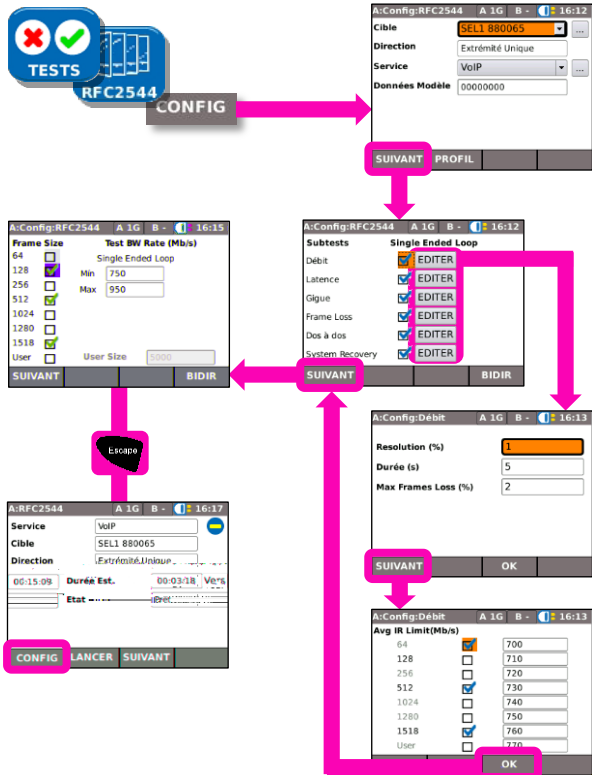 TESTS
RFC2544
CONFIG
A:Config:RFC2544 A 1G B - 16:12
Cible SEL1 880065 ...
Direction Extrémité Unique
Service VoIP ...
Données Modèle 00000000
SUIVANT PROFIL
A:Config:RFC2544 A 1G B - 16:15
Frame Size Test BW Rate (Mb/s)
64 Single Ended Loop
128 Min 750
256 Max 950
512
1024
1280
1518
User User Size 5000
SUIVANT BIDIR
A:Config:RFC2544 A 1G B - 16:12
Subtests Single Ended Loop
Débit EDITER
Latence EDITER
Gigue EDITER
Frame Loss EDITER
Dos à dos EDITER
System Recovery EDITER
SUIVANT BIDIR
Escape
A:Config:Débit A 1G B - 16:13
Resolution (%) 1
Durée (s) 5
Max Frames Loss (%) 2
SUIVANT OK
A:RFC2544 A 1G B - 16:17
Service VoIP
Cible SEL1 880065
Direction Extrémité Unique
00:15:09 Durée Est. 00:03:18 Vers
Etat
CONFIG LANCER SUIVANT
A:Config:Débit A 1G B - 16:13
Avg IR Limit(Mb/s)
64 700
128 710
256 720
512 730
1024 740
1280 750
1518 760
User 770
OK